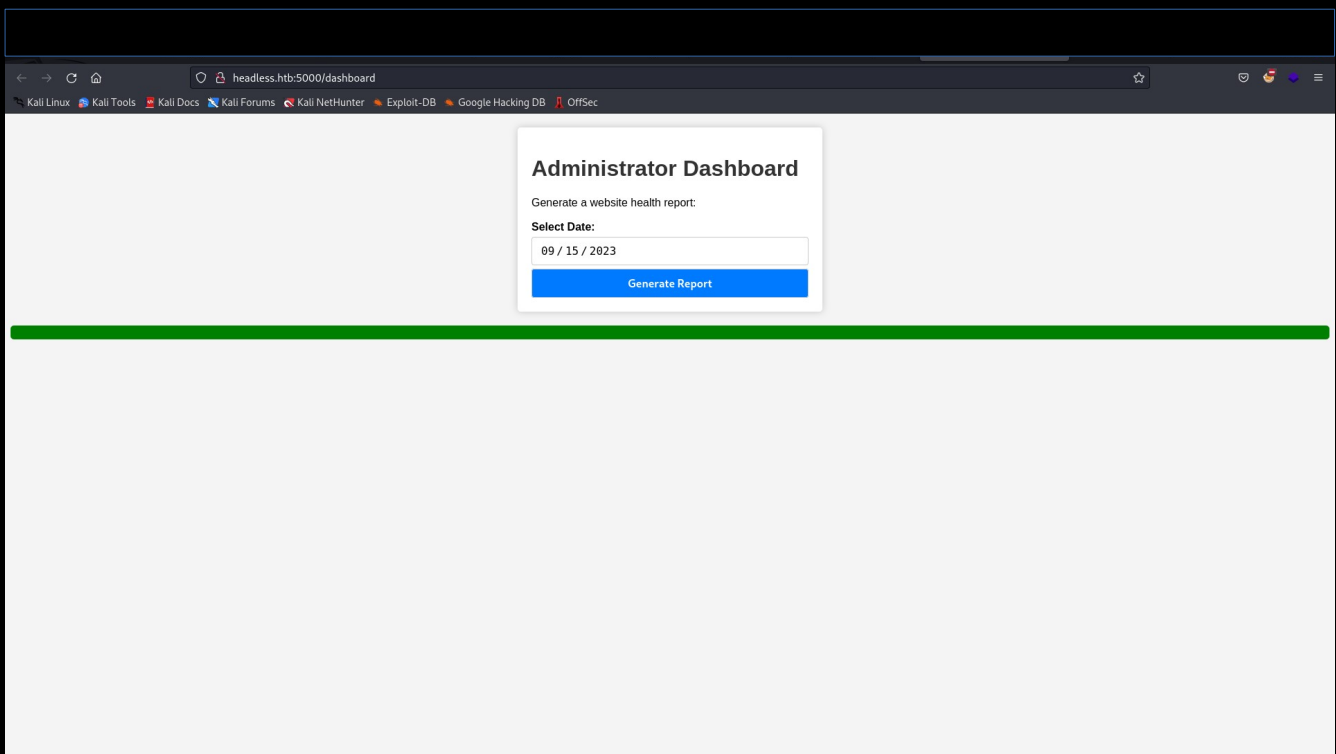 headless.htb:5000/dashboard
Kali Linux Kali Tools Kali Docs Kali Forums Kali NetHunter Exploit-DB Google Hacking DB OffSec
Administrator Dashboard
Generate a website health report:
Select Date:
09 / 15 / 2023
Generate Report